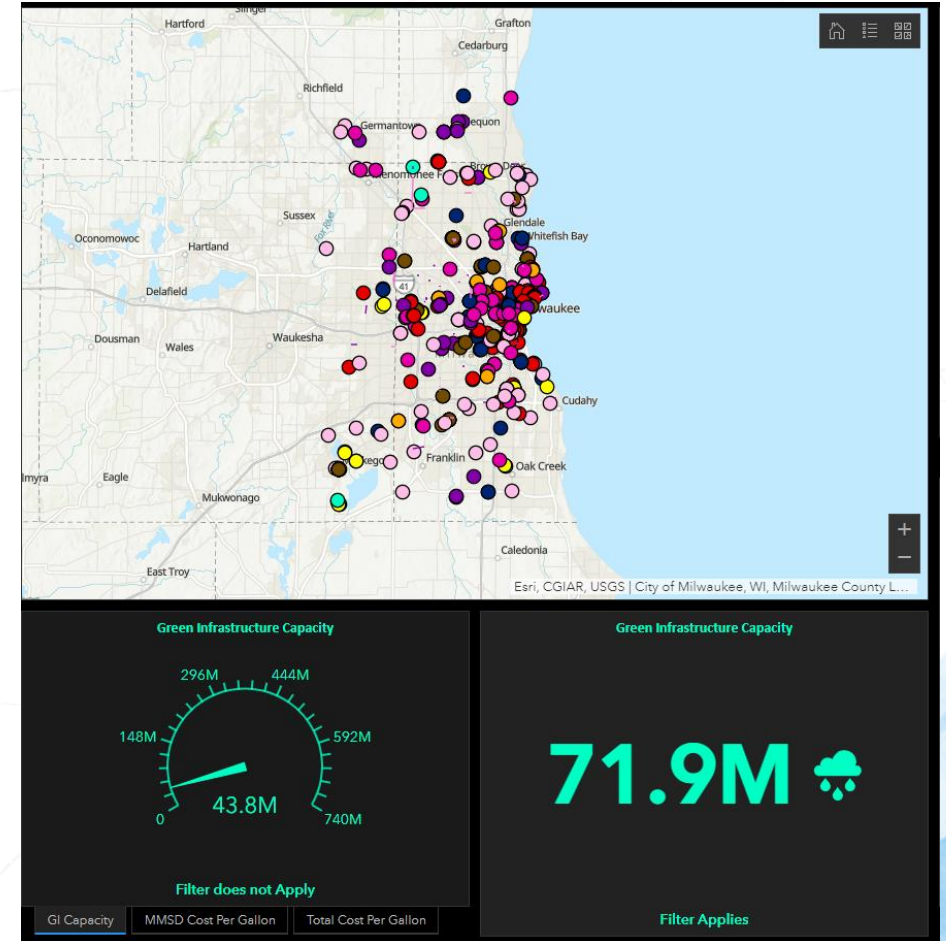 Hartford
Grafton
Cedarburg
Richfield
Germantown
Sussex
Fox River
Glendale
Whitefish Bay
Oconomowoc
Hartland
41
Delafield
Dousman
Wales
Waukesha
Cudahy
Franklin
Oak Creek
Eagle
Mukwonago
Caledonia
East Troy
+
−
Esri, CGIAR, USGS | City of Milwaukee, WI, Milwaukee County L...
Green Infrastructure Capacity
296M
444M
148M
592M
43.8M
0
740M
Filter does not Apply
GI Capacity
MMSD Cost Per Gallon
Total Cost Per Gallon
Green Infrastructure Capacity
71.9M
Filter Applies